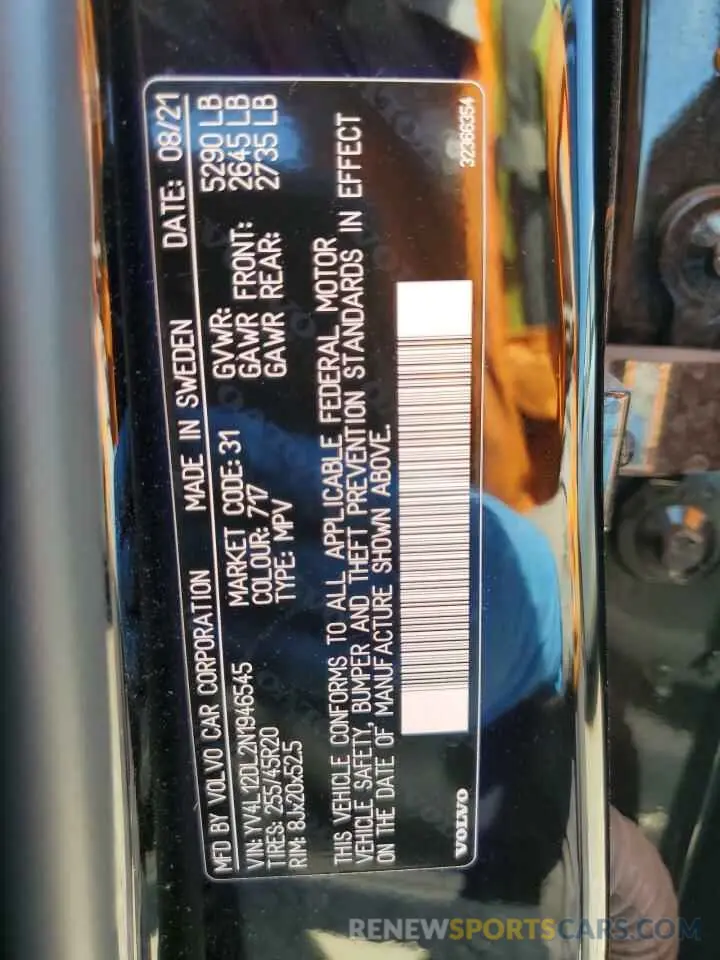 MFD BY VOLVO CAR CORPORATION MADE IN SWEDEN DATE: 08/21
VIN: YV4L12DL2N1946545 MARKET CODE: 31 GVWR: 5290 LB
TIRES: 255/45R20 COLOUR: 717 GAWR FRONT: 2645 LB
RIM: 8Jx20x52.5 TYPE: MPV GAWR REAR: 2735 LB
THIS VEHICLE CONFORMS TO ALL APPLICABLE FEDERAL MOTOR
VEHICLE SAFETY, BUMPER AND THEFT PREVENTION STANDARDS IN EFFECT
ON THE DATE OF MANUFACTURE SHOWN ABOVE.
VOLVO 32366354
RENEWSPORTSCARS.COM